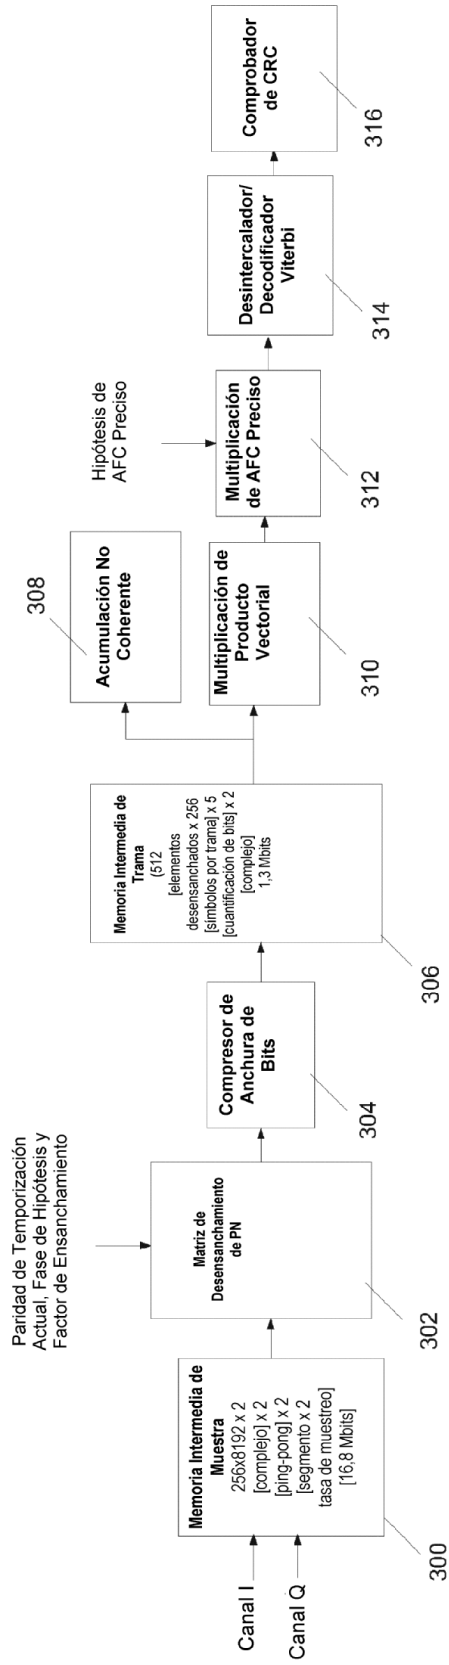 Canal I
Canal Q
Memoria Intermedia de
Muestra
256x8192 x 2
[complejo] x 2
[ping-pong] x 2
[segmento x 2
tasa de muestreo]
[16,8 Mbits]
300
Paridad de Temporización
Actual, Fase de Hipótesis y
Factor de Ensanchamiento
Matriz de
Desensanchamiento
de PN
302
Compresor de
Anchura de
Bits
304
Memoria Intermedia de
Trama
(512
[elementos
desensanchados x 256
[símbolos por trama] x 5
[cuantificación de bits] x 2
[complejo]
1,3 Mbits
306
308
Acumulación No
Coherente
Multiplicación de
Producto
Vectorial
310
Hipótesis de
AFC Preciso
Multiplicación
de AFC Preciso
312
Desintercalador/
Decodificador
Viterbi
314
Comprobador
de CRC
316